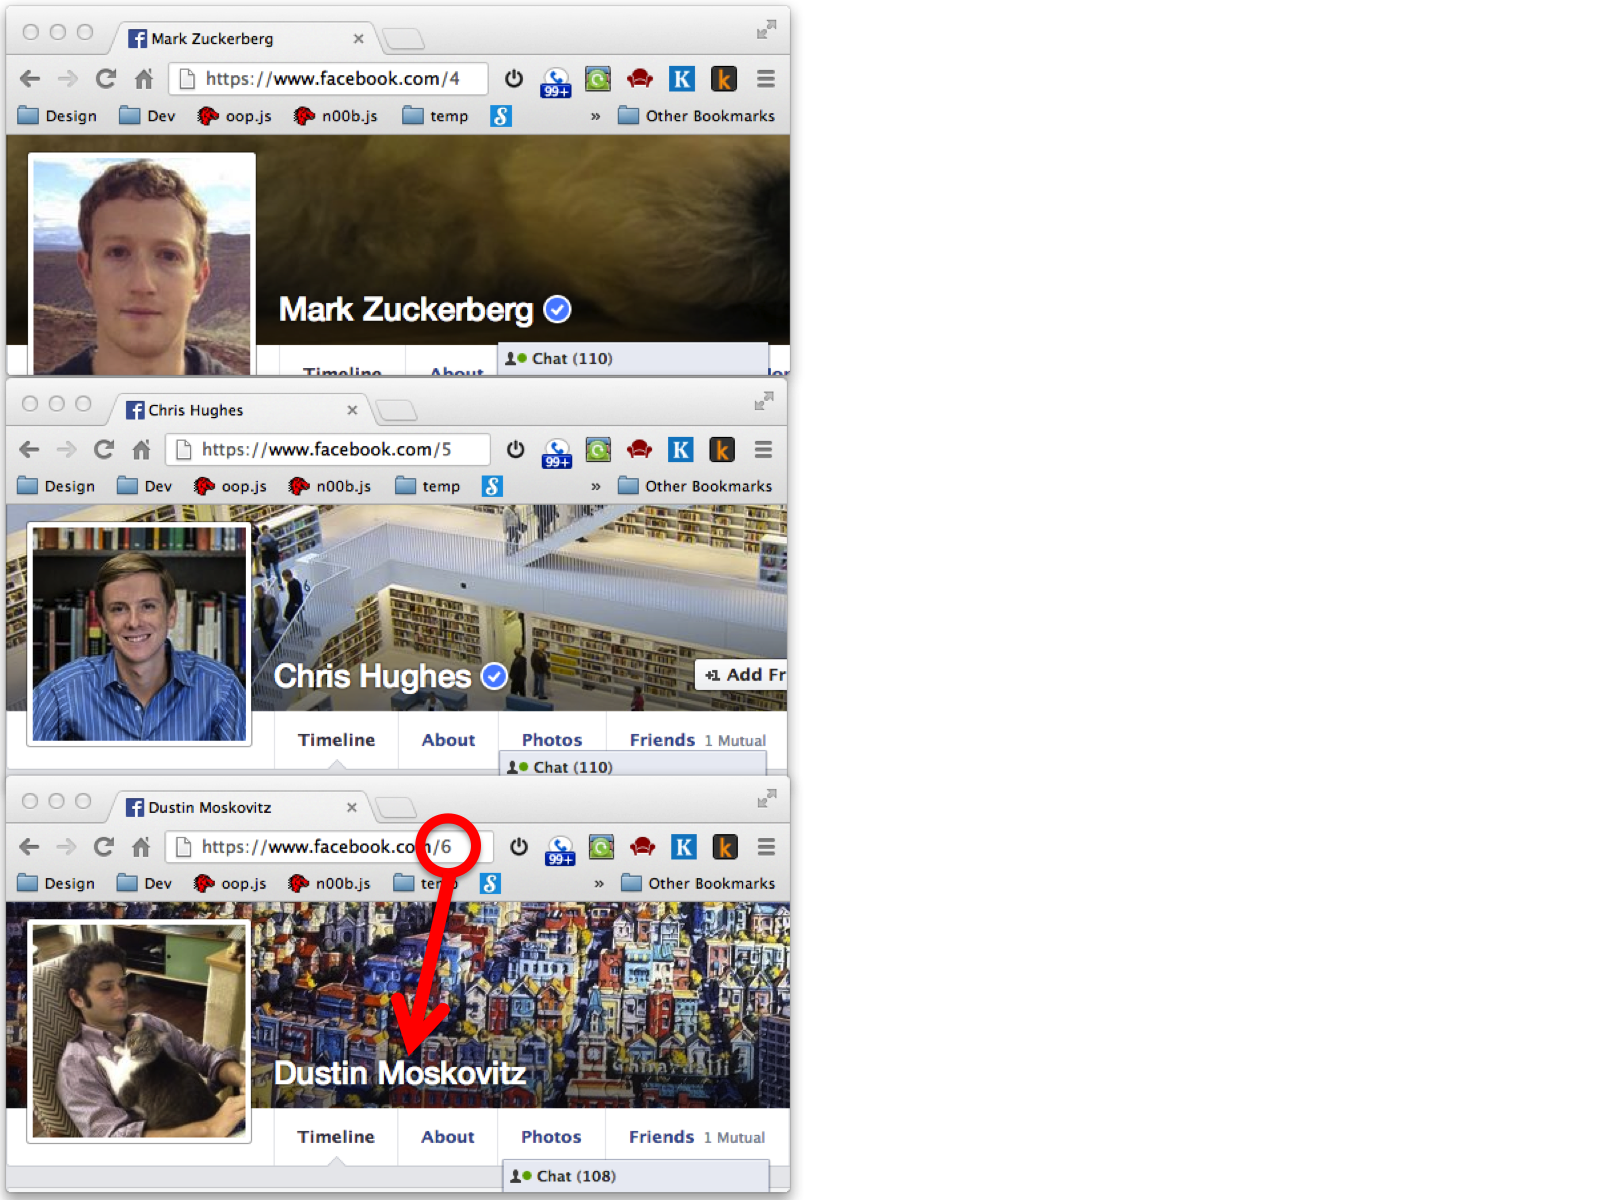 Mark Zuckerberg
https://www.facebook.com/4
99+
K
k
Design Dev oop.js n00b.js temp S » Other Bookmarks
Mark Zuckerberg
Timeline About
Chat (110)
Chris Hughes
https://www.facebook.com/5
99+
K
k
Design Dev oop.js n00b.js temp S » Other Bookmarks
Chris Hughes
+1 Add Fr
Timeline About Photos Friends 1 Mutual
Chat (110)
Dustin Moskovitz
https://www.facebook.com/6
99+
K
k
Design Dev oop.js n00b.js temp S » Other Bookmarks
Dustin Moskovitz
Timeline About Photos Friends 1 Mutual
Chat (108)